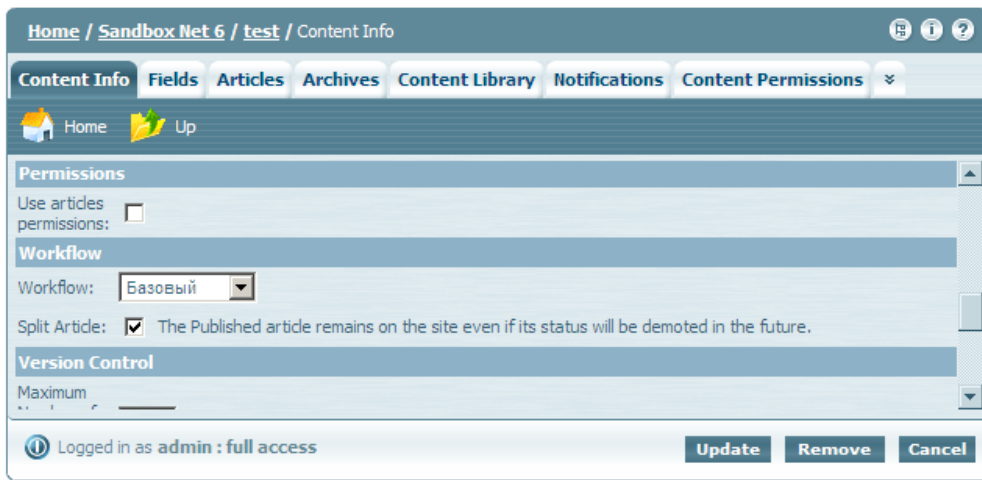 Home / Sandbox Net 6 / test / Content Info
Content Info Fields Articles Archives Content Library Notifications Content Permissions
Home Up
Permissions
Use articles
permissions:
Workflow
Workflow: Базовый
Split Article: The Published article remains on the site even if its status will be demoted in the future.
Version Control
Maximum
Logged in as admin : full access
Update Remove Cancel